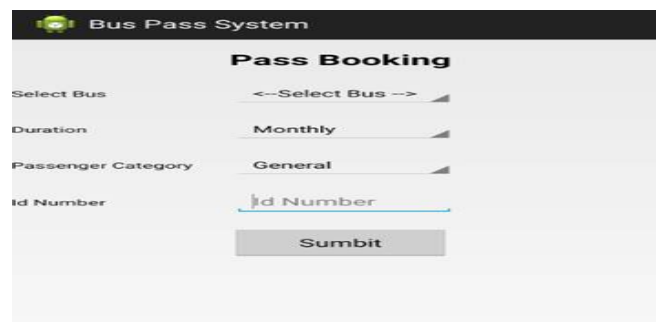 Bus Pass System
Pass Booking
Select Bus <--Select Bus -->
Duration Monthly
Passenger Category General
Id Number Id Number
Sumbit